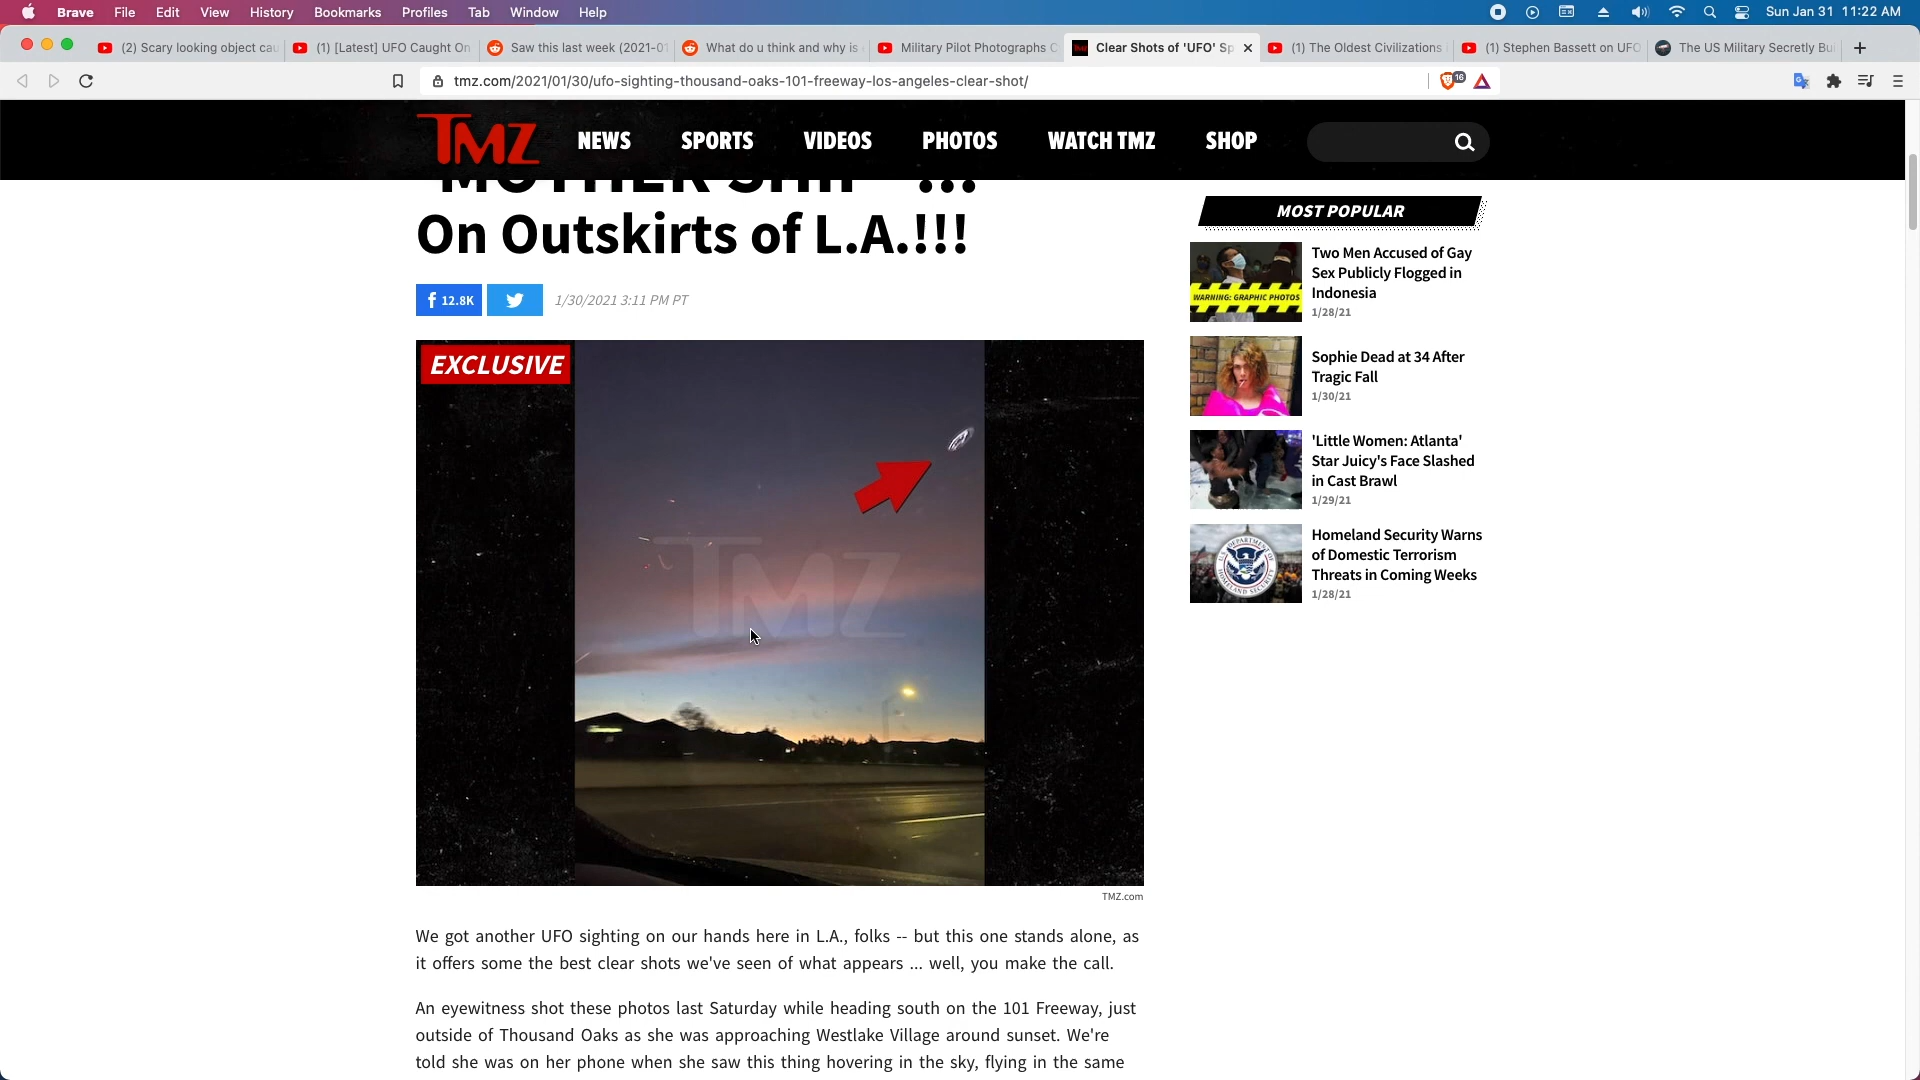 Brave File Edit View History Bookmarks Profiles Tab Window Help Sun Jan 31 11:22 AM
(2) Scary looking object cau (1) [Latest] UFO Caught On Saw this last week (2021-01 What do u think and why is Military Pilot Photographs C Clear Shots of 'UFO' Sp (1) The Oldest Civilizations (1) Stephen Bassett on UFO The US Military Secretly Bui
tmz.com/2021/01/30/ufo-sighting-thousand-oaks-101-freeway-los-angeles-clear-shot/ 16
TMZ NEWS SPORTS VIDEOS PHOTOS WATCH TMZ SHOP
"MOTHER SHIP" ...
On Outskirts of L.A.!!!
12.8K 1/30/2021 3:11 PM PT
EXCLUSIVE
TMZ
TMZ.com
We got another UFO sighting on our hands here in L.A., folks -- but this one stands alone, as
it offers some the best clear shots we've seen of what appears ... well, you make the call.
An eyewitness shot these photos last Saturday while heading south on the 101 Freeway, just
outside of Thousand Oaks as she was approaching Westlake Village around sunset. We're
told she was on her phone when she saw this thing hovering in the sky, flying in the same
MOST POPULAR
WARNING: GRAPHIC PHOTOS
Two Men Accused of Gay
Sex Publicly Flogged in
Indonesia
1/28/21
Sophie Dead at 34 After
Tragic Fall
1/30/21
'Little Women: Atlanta'
Star Juicy's Face Slashed
in Cast Brawl
1/29/21
Homeland Security Warns
of Domestic Terrorism
Threats in Coming Weeks
1/28/21